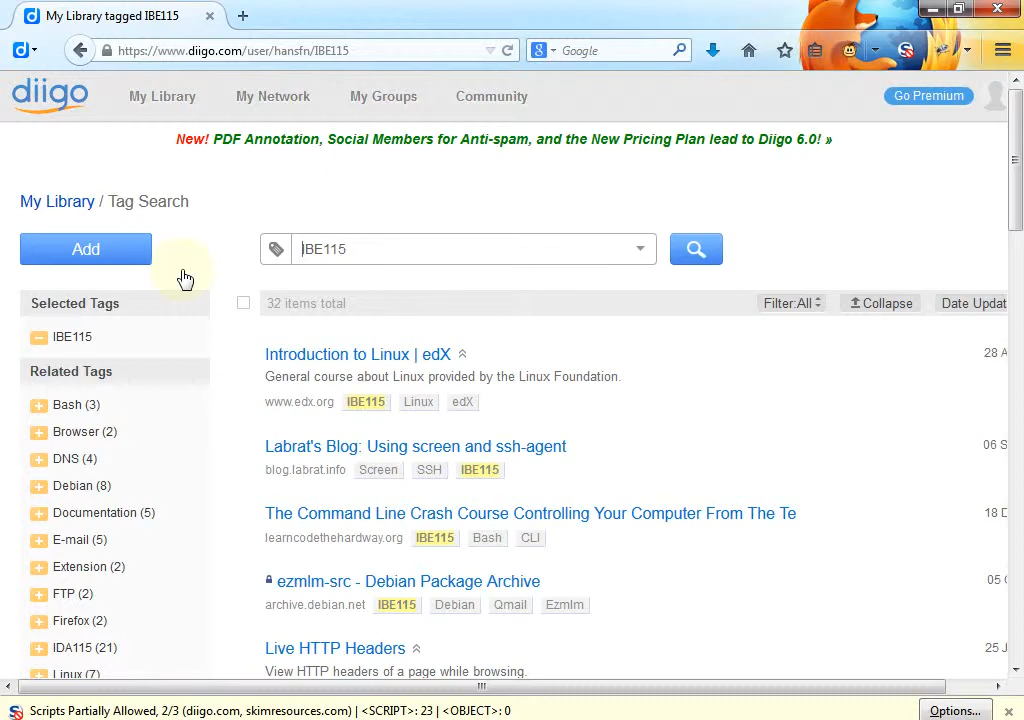 My Library tagged IBE115
https://www.diigo.com/user/hansfn/IBE115
Google
diigo
My Library
My Network
My Groups
Community
Go Premium
New! PDF Annotation, Social Members for Anti-spam, and the New Pricing Plan lead to Diigo 6.0! »
My Library / Tag Search
Add
IBE115
Selected Tags
32 items total
Filter:All
Collapse
Date Updat
IBE115
Related Tags
Bash (3)
Browser (2)
DNS (4)
Debian (8)
Documentation (5)
E-mail (5)
Extension (2)
FTP (2)
Firefox (2)
IDA115 (21)
Linux (7)
Introduction to Linux | edX
28 A
General course about Linux provided by the Linux Foundation.
www.edx.org IBE115 Linux edX
Labrat's Blog: Using screen and ssh-agent
06 S
blog.labrat.info Screen SSH IBE115
The Command Line Crash Course Controlling Your Computer From The Te
18 D
learncodethehardway.org IBE115 Bash CLI
ezmlm-src - Debian Package Archive
05
archive.debian.net IBE115 Debian Qmail Ezmlm
Live HTTP Headers
25 J
View HTTP headers of a page while browsing.
Scripts Partially Allowed, 2/3 (diigo.com, skimresources.com) | <SCRIPT>: 23 | <OBJECT>: 0
Options...